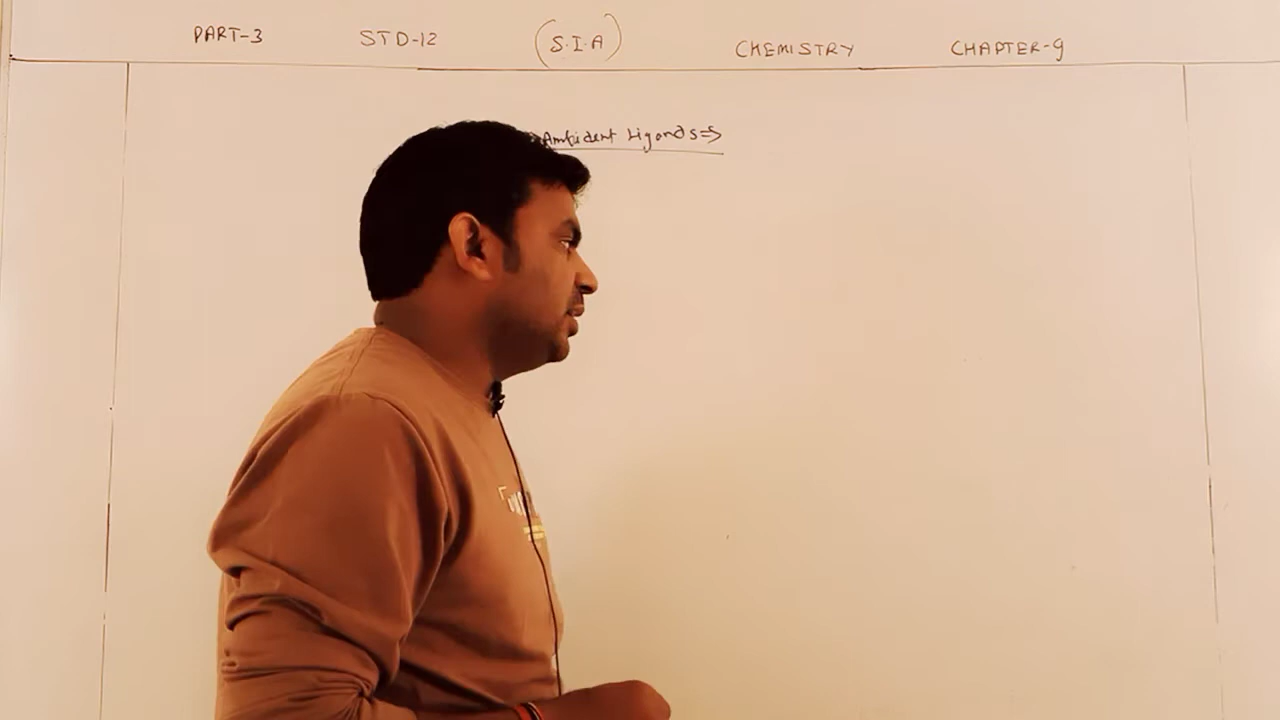 PART-3 STD-12 (S.I.A) CHEMISTRY CHAPTER-9
Ambident Ligands⇒